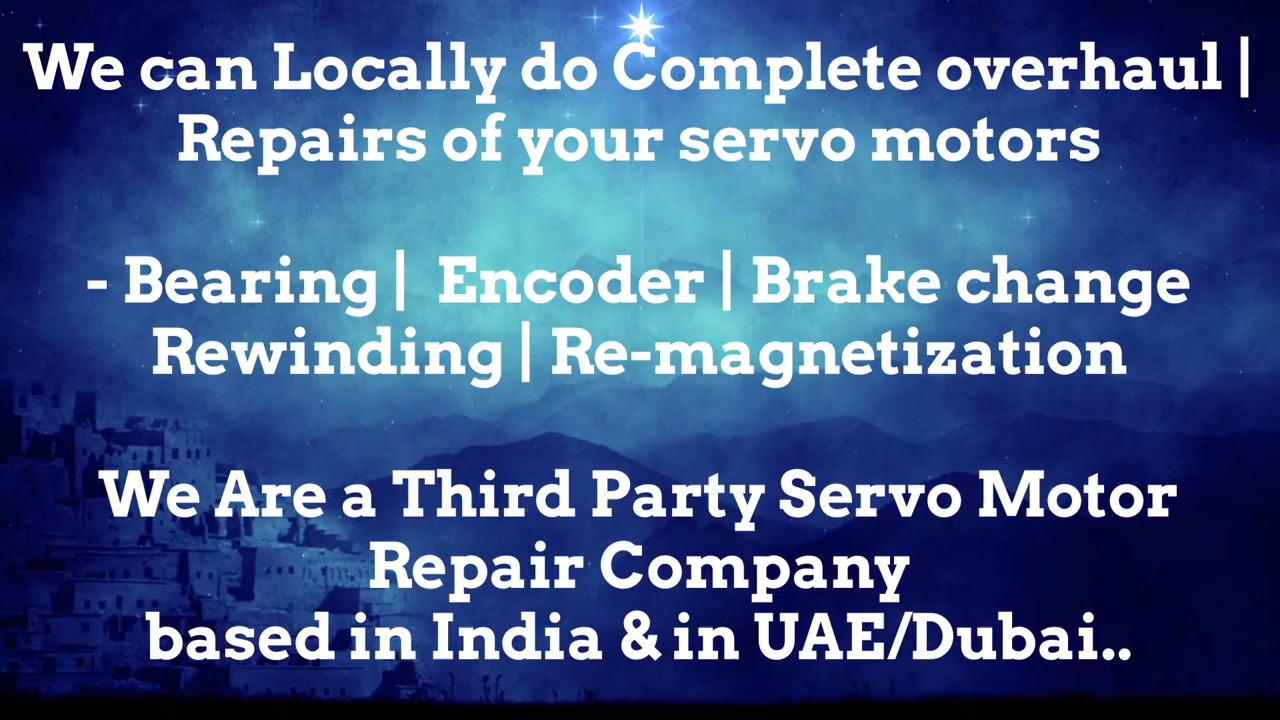 We can Locally do Complete overhaul |
Repairs of your servo motors
- Bearing | Encoder | Brake change
Rewinding | Re-magnetization
We Are a Third Party Servo Motor
Repair Company
based in India & in UAE/Dubai..